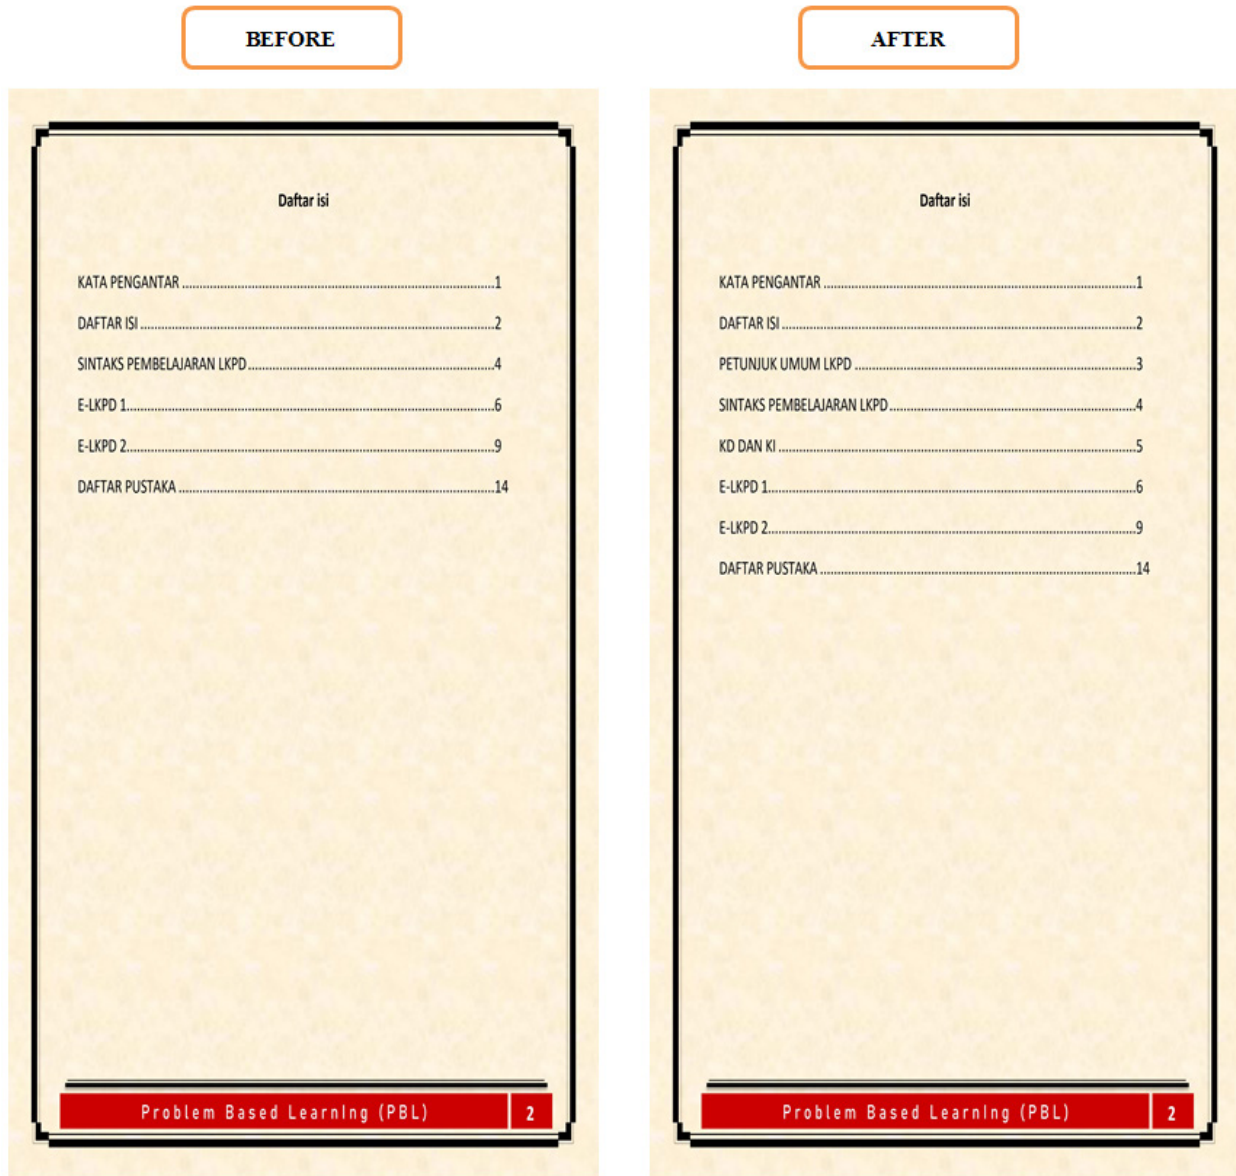 BEFORE
Daftar isi
KATA PENGANTAR ........................................1
DAFTAR ISI ........................................2
SINTAKS PEMBELAJARAN LKPD ........................................4
E-LKPD 1........................................6
E-LKPD 2........................................9
DAFTAR PUSTAKA ........................................14
Problem Based LearnIng (PBL) 2
AFTER
Daftar isi
KATA PENGANTAR ........................................1
DAFTAR ISI ........................................2
PETUNJUK UMUM LKPD ........................................3
SINTAKS PEMBELAJARAN LKPD ........................................4
KD DAN KI ........................................5
E-LKPD 1........................................6
E-LKPD 2........................................9
DAFTAR PUSTAKA ........................................14
Problem Based LearnIng (PBL) 2